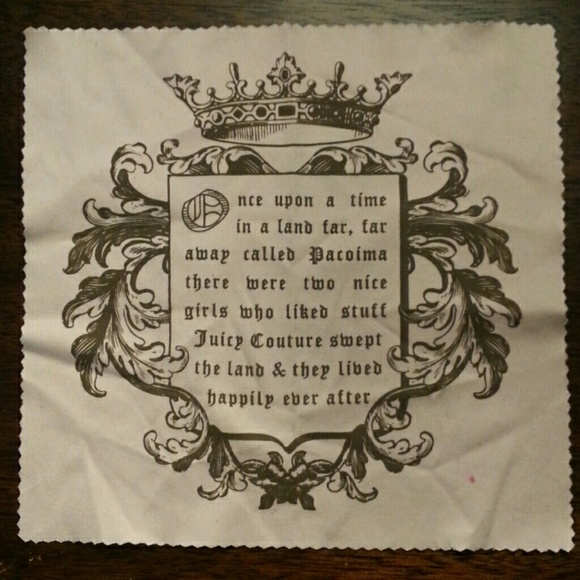 Once upon a time
in a land far, far
away called Pacoima
there were two nice
girls who liked stuff
Juicy Couture swept
the land & they lived
happily ever after